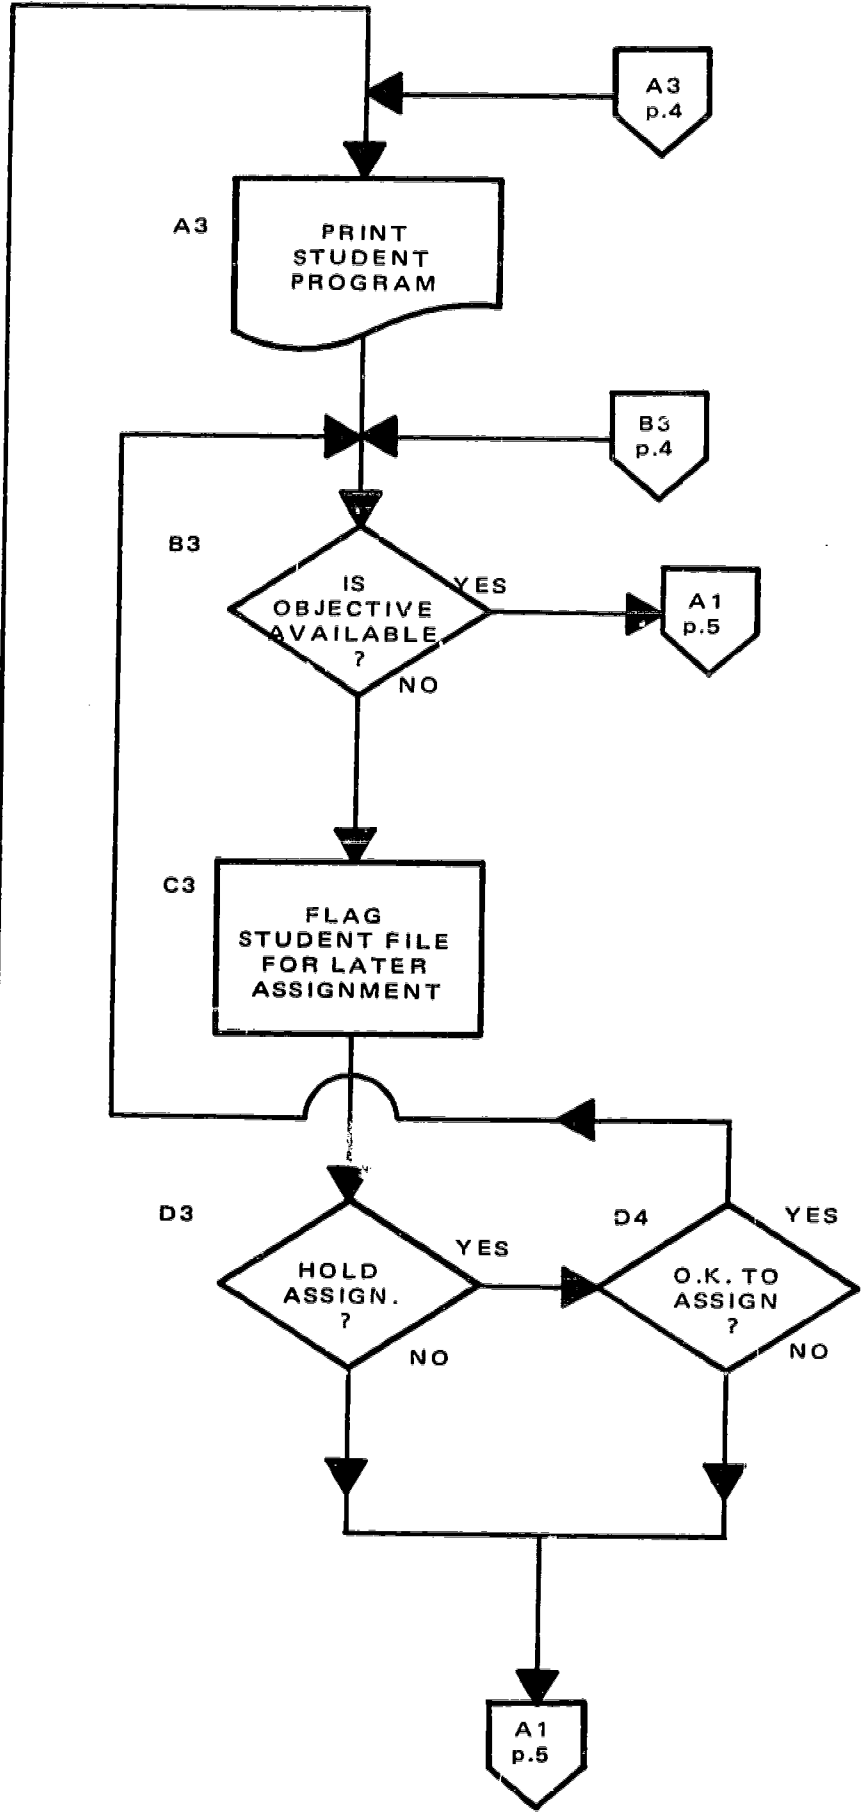 A3
p.4
A3
PRINT
STUDENT
PROGRAM
B3
p.4
B3
IS
OBJECTIVE
AVAILABLE
?
YES
NO
A1
p.5
C3
FLAG
STUDENT FILE
FOR LATER
ASSIGNMENT
D3
HOLD
ASSIGN.
?
YES
NO
D4
O.K. TO
ASSIGN
?
YES
NO
A1
p.5